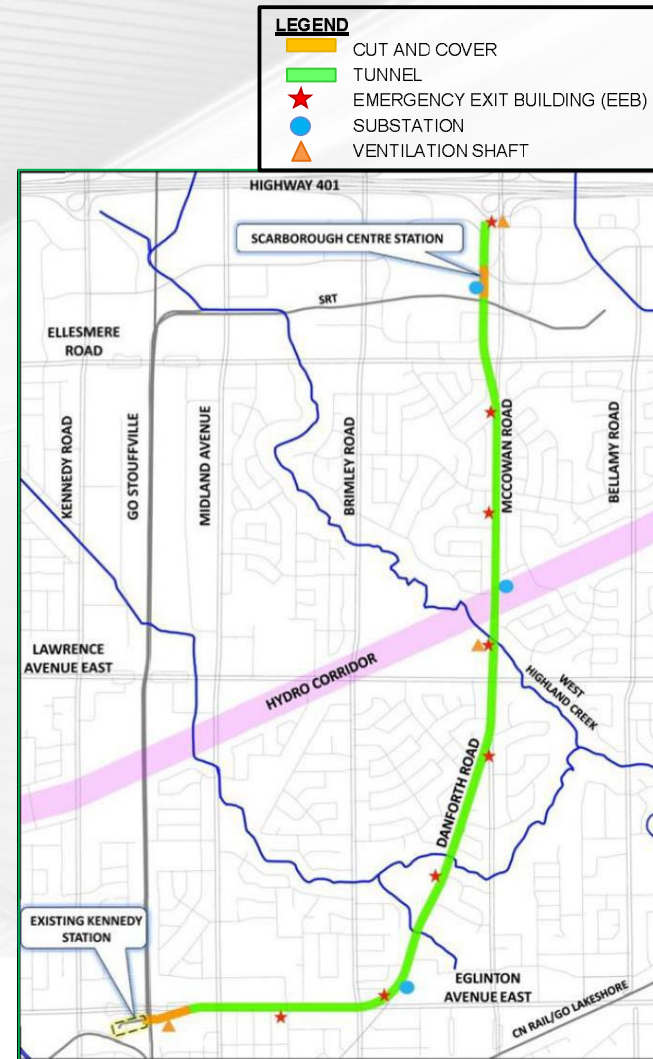 LEGEND
CUT AND COVER
TUNNEL
EMERGENCY EXIT BUILDING (EEB)
SUBSTATION
VENTILATION SHAFT
HIGHWAY 401
SCARBOROUGH CENTRE STATION
SRT
ELLESMERE
ROAD
KENNEDY ROAD
GO STOUFFVILLE
MIDLAND AVENUE
BRIMLEY ROAD
MCCOWAN ROAD
BELLAMY ROAD
LAWRENCE
AVENUE EAST
HYDRO CORRIDOR
WEST
HIGHLAND CREEK
DANFORTH ROAD
EXISTING KENNEDY
STATION
EGLINTON
AVENUE EAST
CN RAIL/GO LAKESHORE